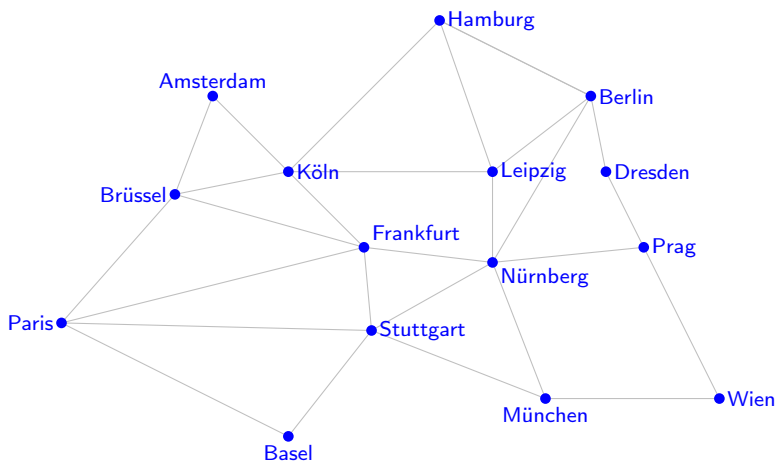 Hamburg
Amsterdam
Berlin
Köln
Leipzig
Dresden
Brüssel
Frankfurt
Prag
Nürnberg
Paris
Stuttgart
Wien
München
Basel